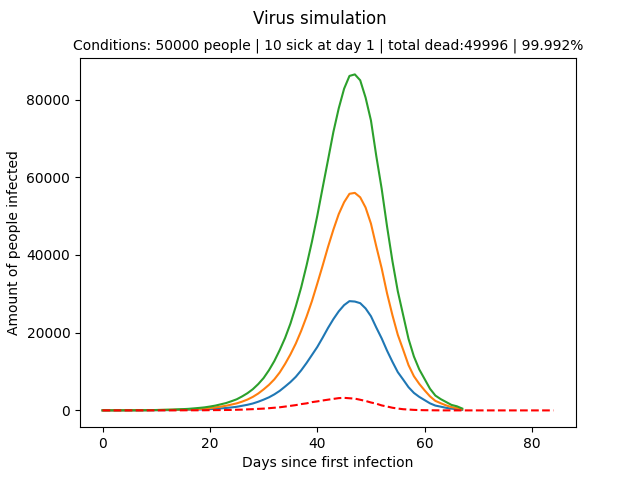 Virus simulation
Conditions: 50000 people | 10 sick at day 1 | total dead:49996 | 99.992%
Amount of people infected
80000
60000
40000
20000
0
0 20 40 60 80
Days since first infection